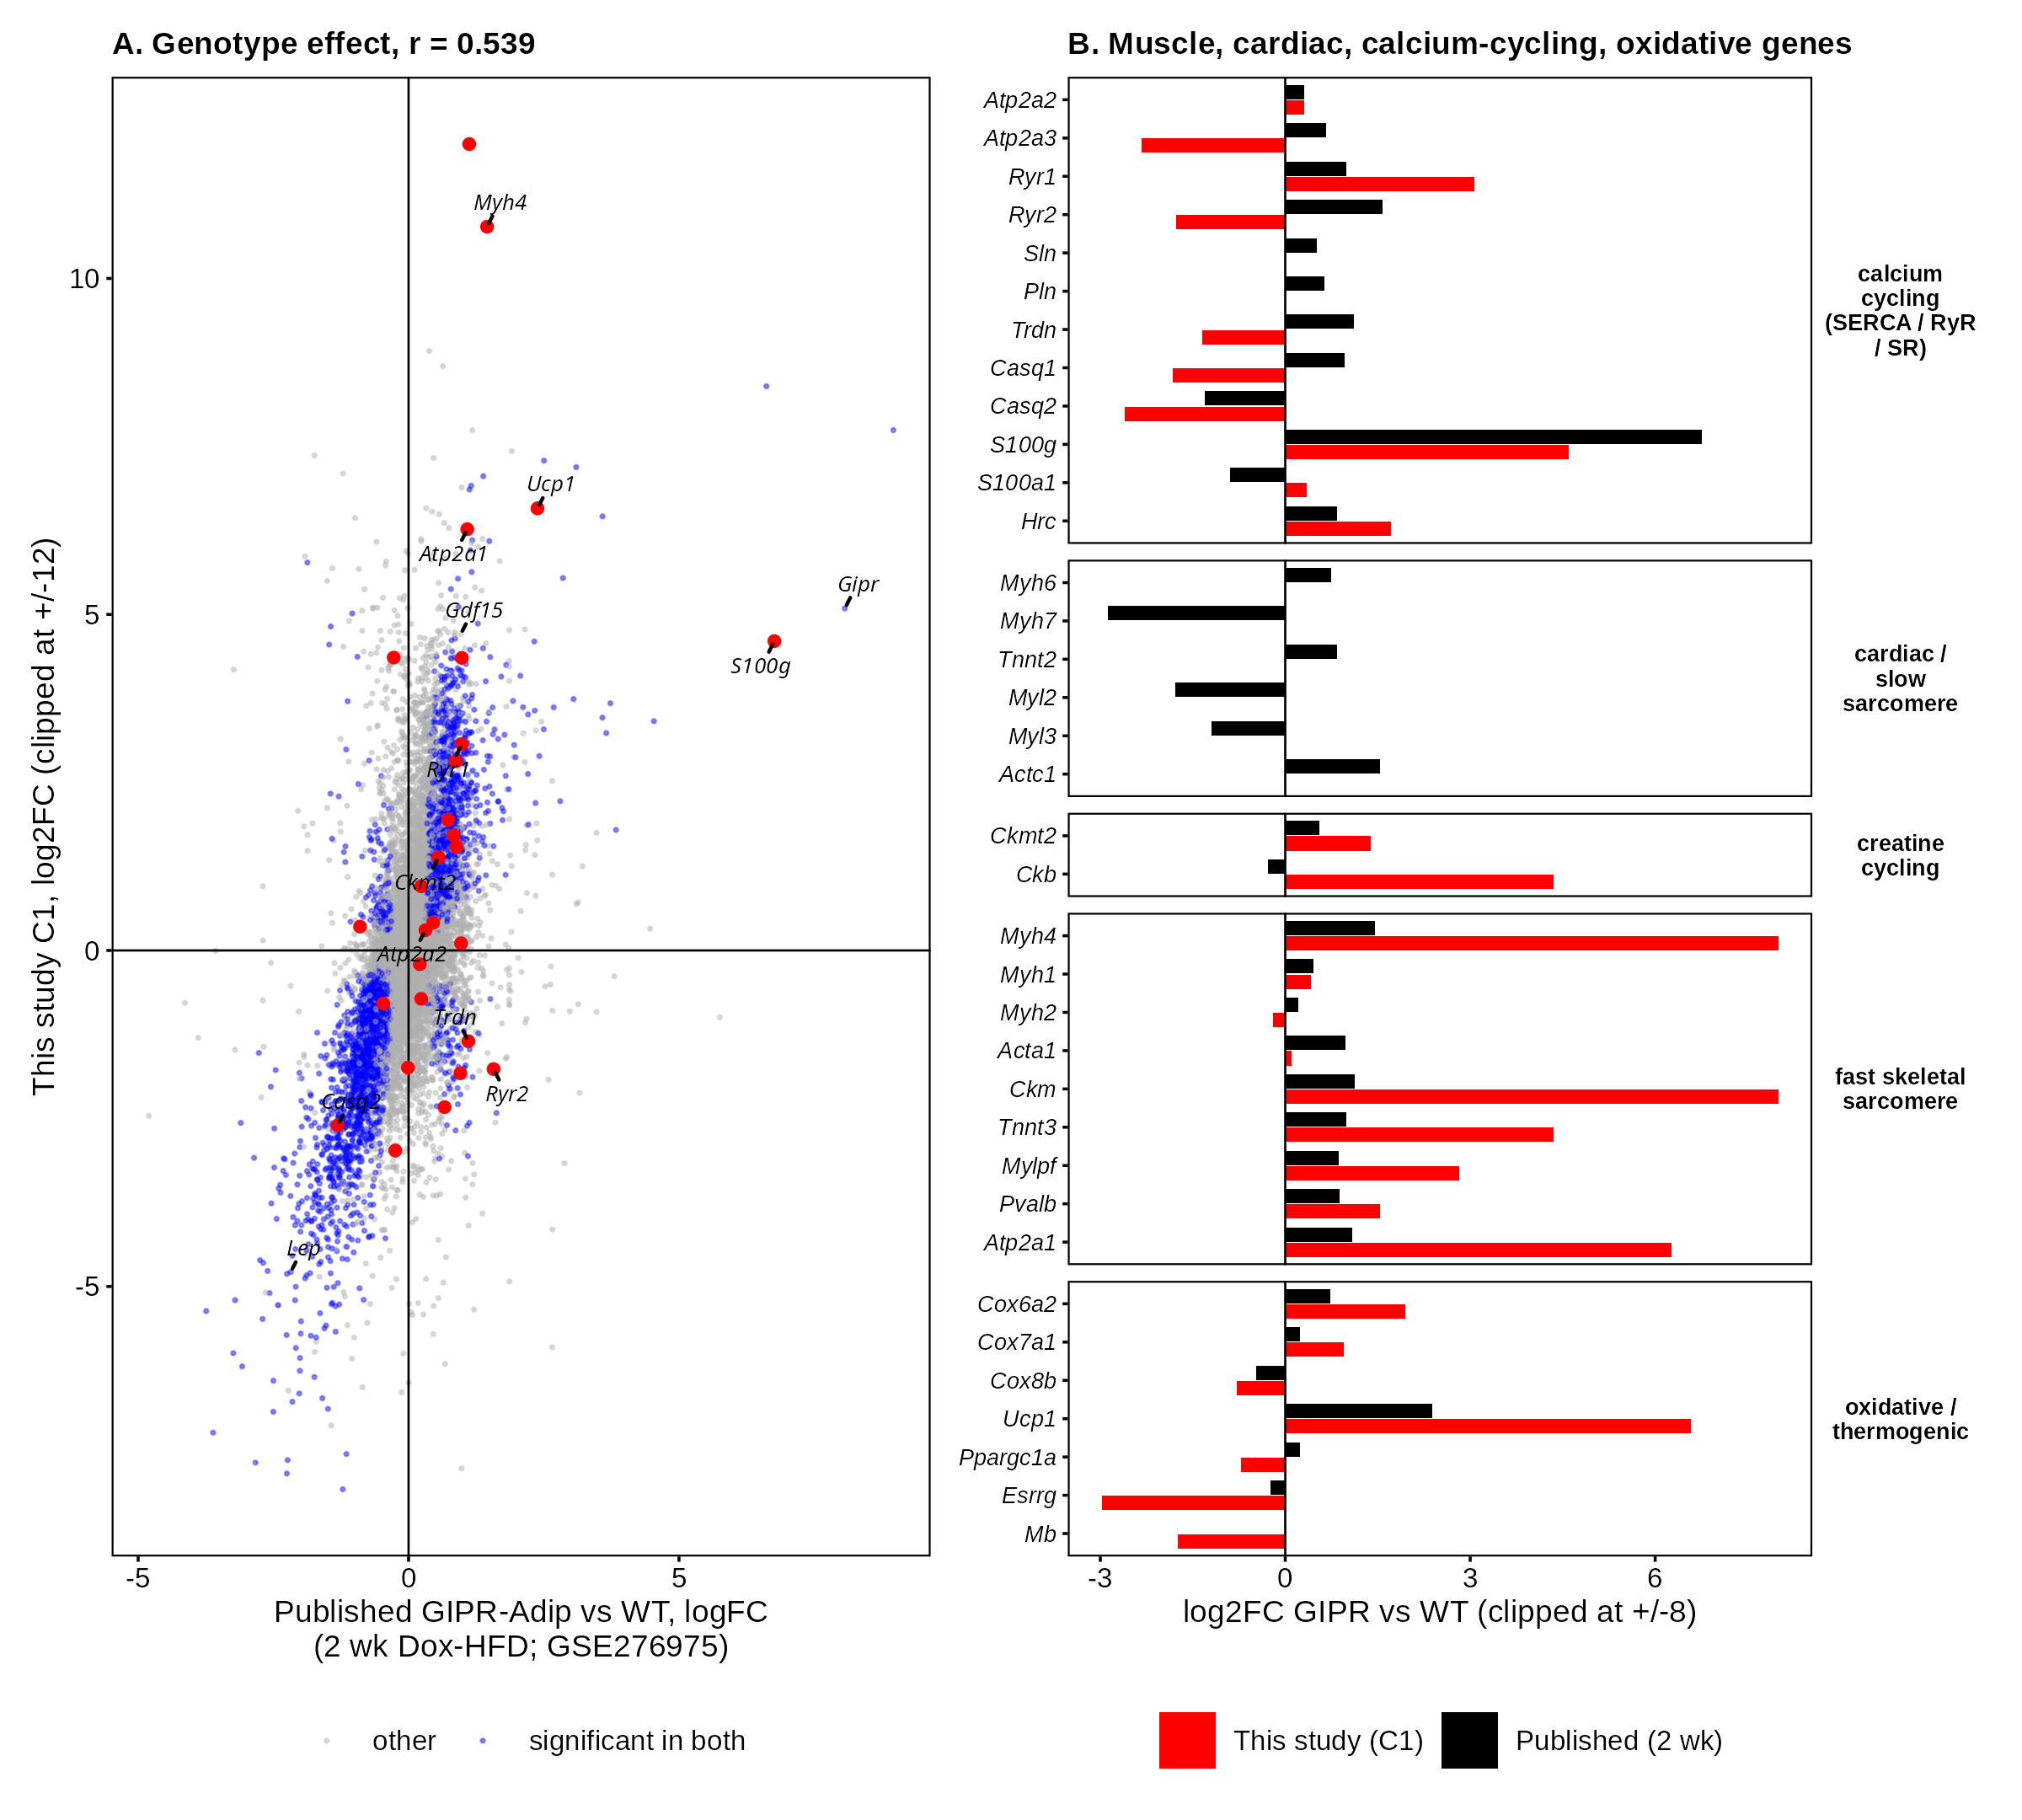 A. Genotype effect, r = 0.539
This study C1, log2FC (clipped at +/-12)
10
5
0
-5
Myh4
Ucp1
Atp2a1
Gdf15
Gipr
S100g
Ryr1
Ckmt2
Atp2a2
Trdn
Ryr2
Casq2
Lep
-5
0
5
Published GIPR-Adip vs WT, logFC
(2 wk Dox-HFD; GSE276975)
other
significant in both
B. Muscle, cardiac, calcium-cycling, oxidative genes
Atp2a2
Atp2a3
Ryr1
Ryr2
Sln
Pln
Trdn
Casq1
Casq2
S100g
S100a1
Hrc
calcium
cycling
(SERCA / RyR
/ SR)
Myh6
Myh7
Tnnt2
Myl2
Myl3
Actc1
cardiac /
slow
sarcomere
Ckmt2
Ckb
creatine
cycling
Myh4
Myh1
Myh2
Acta1
Ckm
Tnnt3
Mylpf
Pvalb
Atp2a1
fast skeletal
sarcomere
Cox6a2
Cox7a1
Cox8b
Ucp1
Ppargc1a
Esrrg
Mb
oxidative /
thermogenic
-3
0
3
6
log2FC GIPR vs WT (clipped at +/-8)
This study (C1)
Published (2 wk)